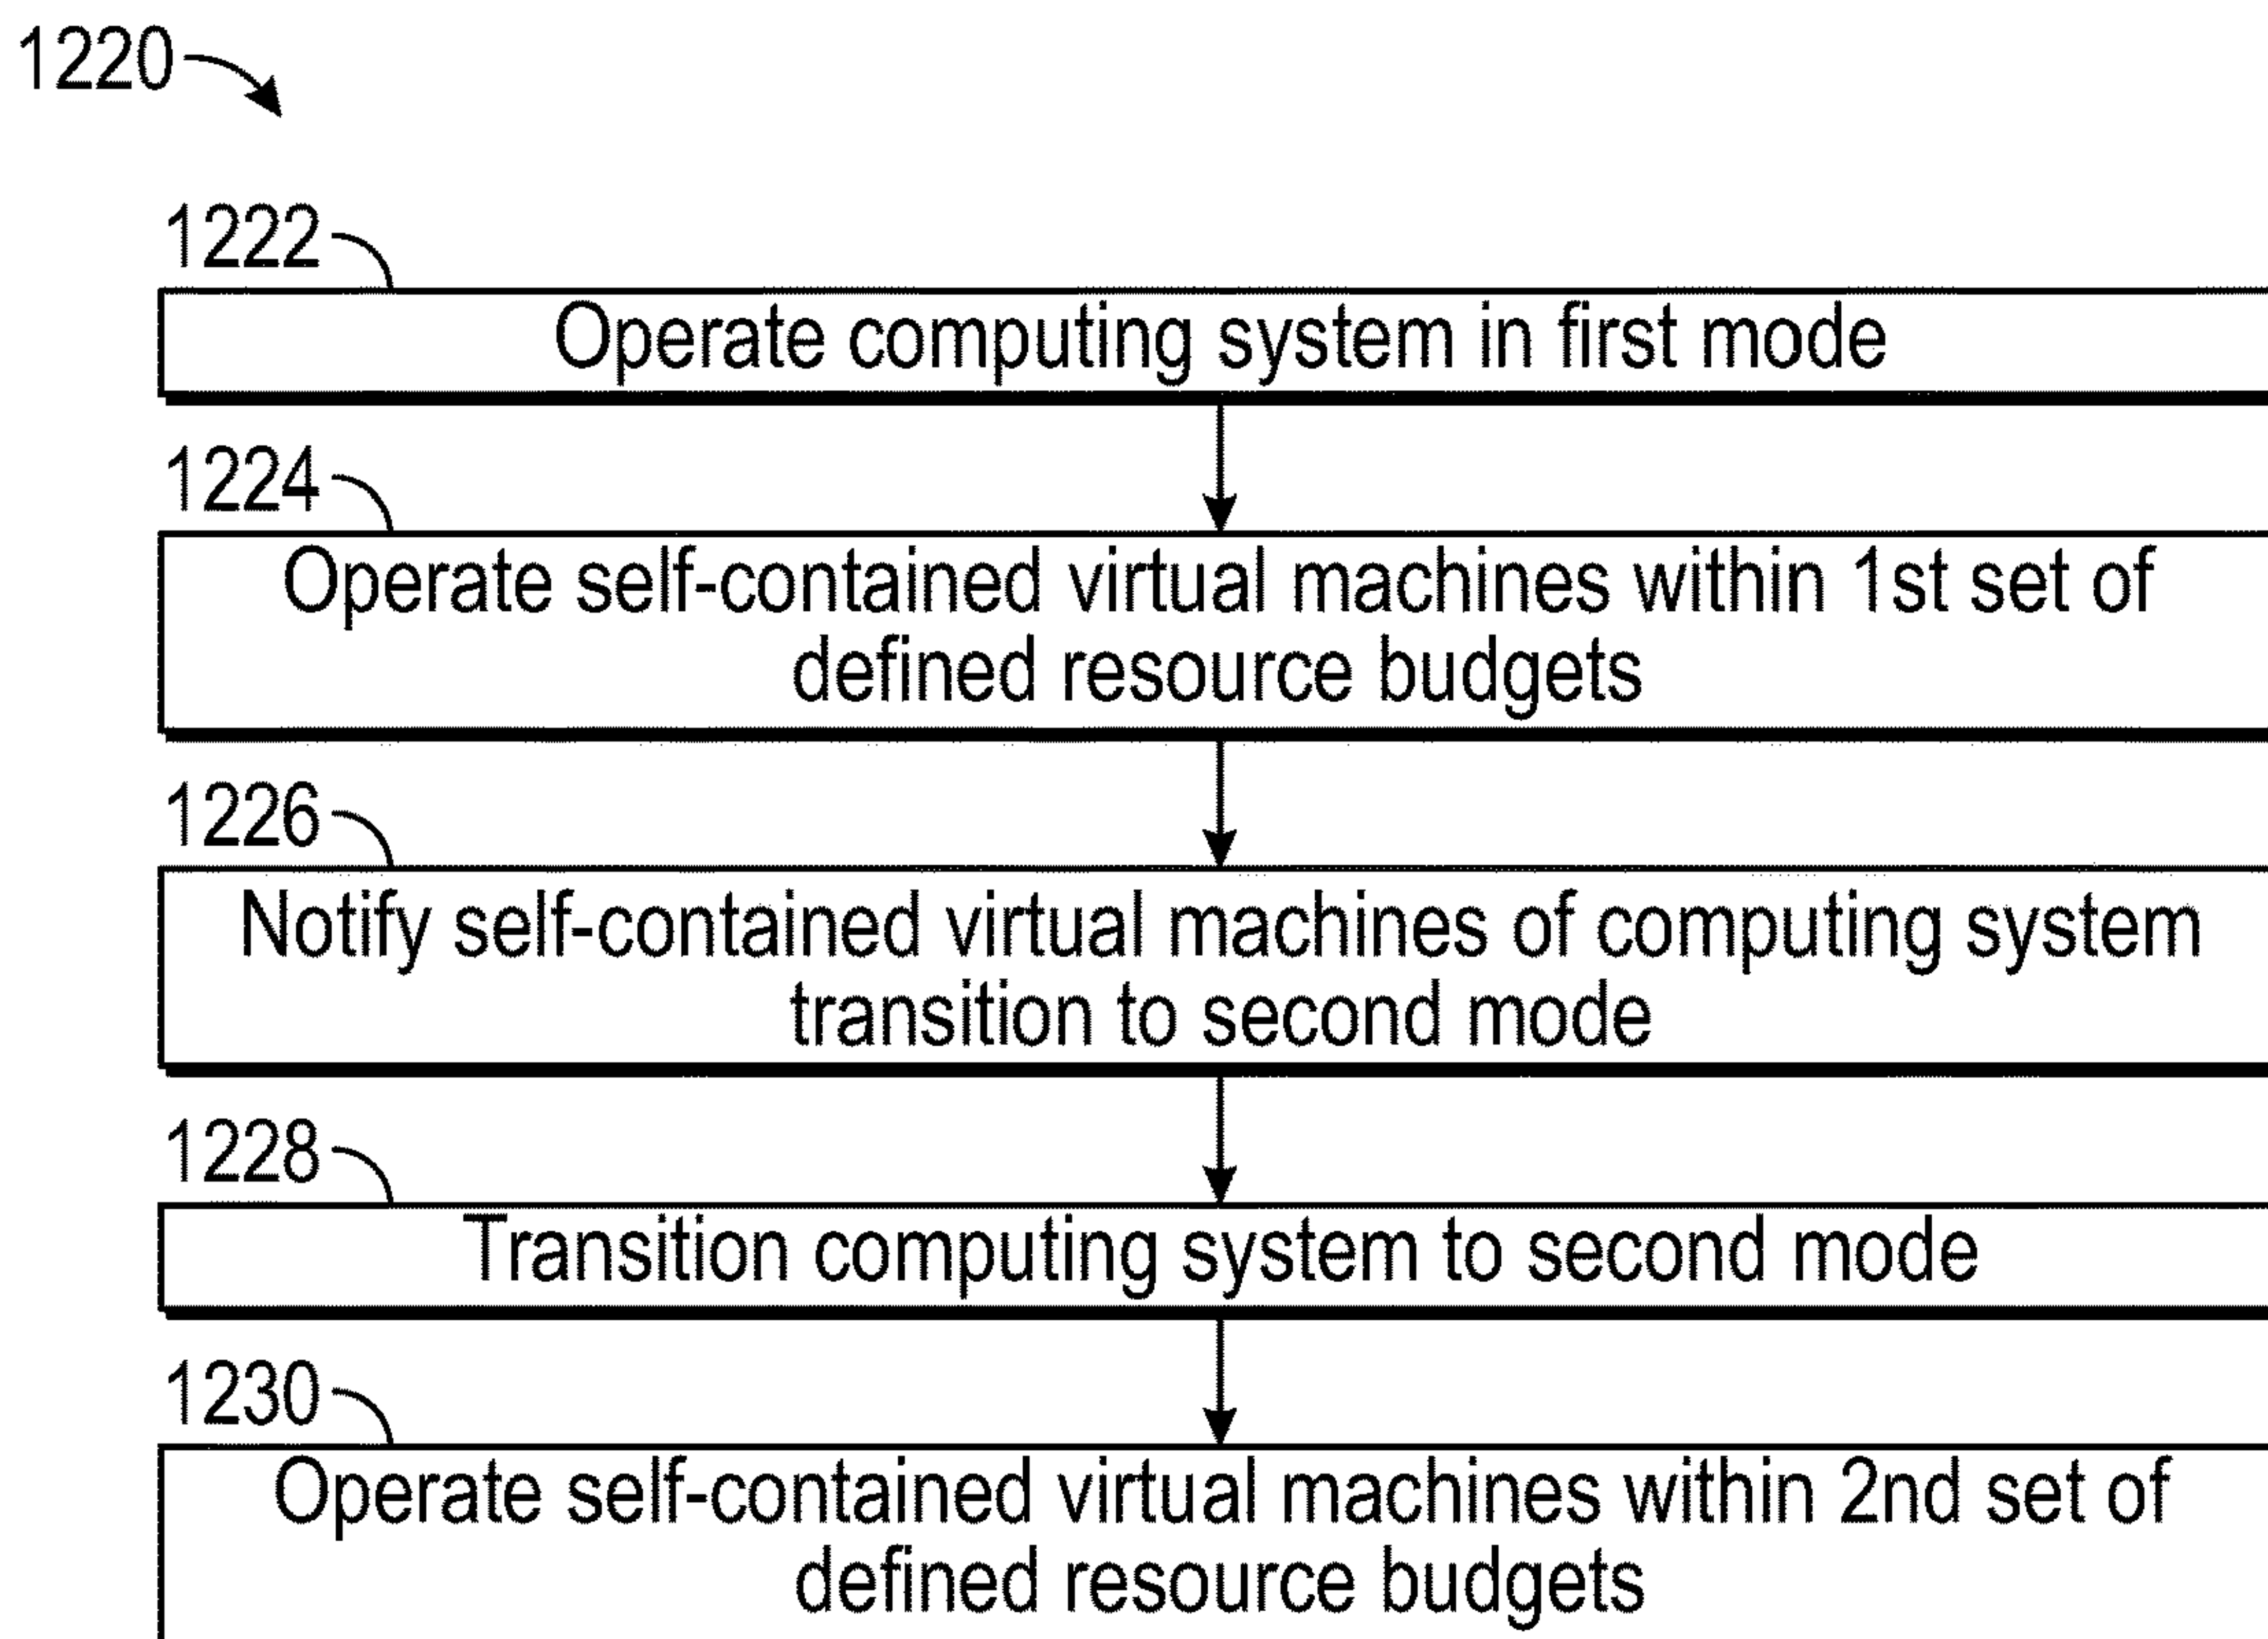 1220
1222
Operate computing system in first mode
1224
Operate self-contained virtual machines within 1st set of
defined resource budgets
1226
Notify self-contained virtual machines of computing system
transition to second mode
1228
Transition computing system to second mode
1230
Operate self-contained virtual machines within 2nd set of
defined resource budgets